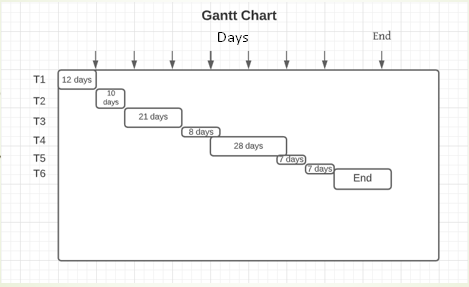 Gantt Chart
Days
End
T1
12 days
T2
10
days
T3
21 days
8 days
T4
28 days
T5
7 days
T6
7 days
End